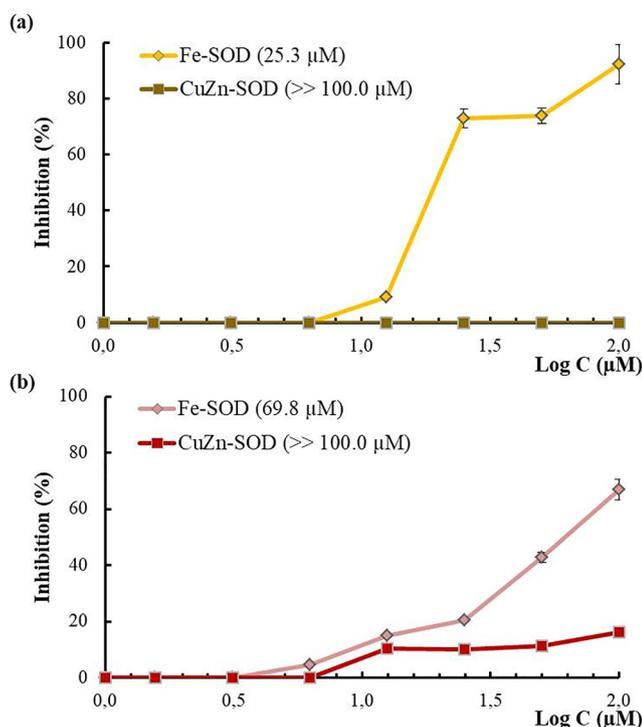 (a)
100
80
60
40
20
0
Inhibition (%)
Fe-SOD (25.3 µM)
CuZn-SOD (>> 100.0 µM)
0,0 0,5 1,0 1,5 2,0
Log C (µM)
(b)
100
80
60
40
20
0
Inhibition (%)
Fe-SOD (69.8 µM)
CuZn-SOD (>> 100.0 µM)
0,0 0,5 1,0 1,5 2,0
Log C (µM)